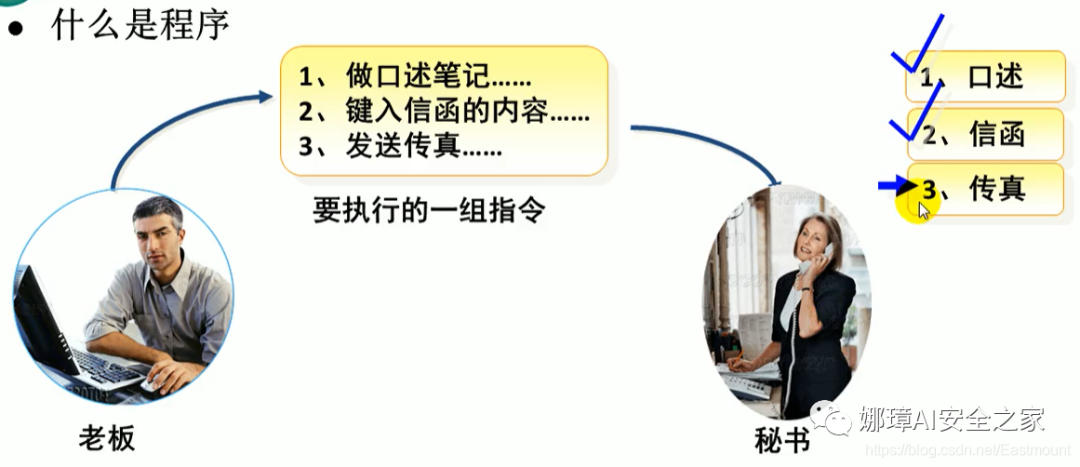 ● 什么是程序
1、做口述笔记……
2、键入信函的内容……
3、发送传真……
要执行的一组指令
1、口述
2、信函
3、传真
老板
秘书
娜璋AI安全之家
https://blog.csdn.net/Eastmount